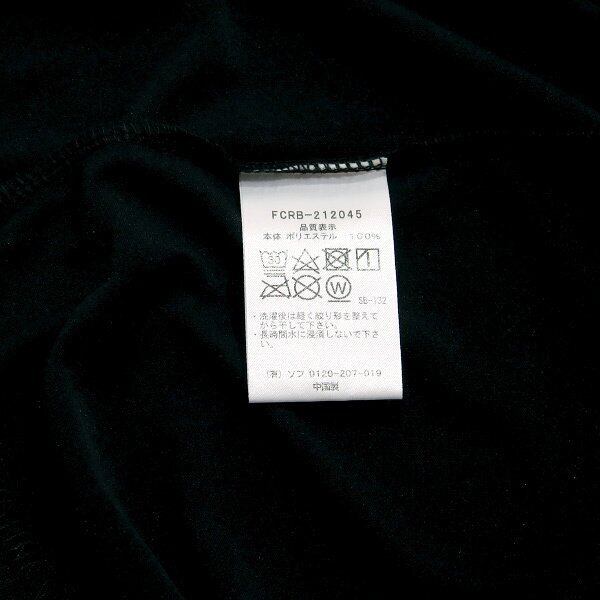 FCRB-212045
品質表示
本体 ポリエステル 100%
30
W
SB-132
・洗濯後は軽く絞り形を整えて
から干して下さい。
・長時間水に浸漬しないで下さ
い。
(有) ソフ 0120-207-019
中国製